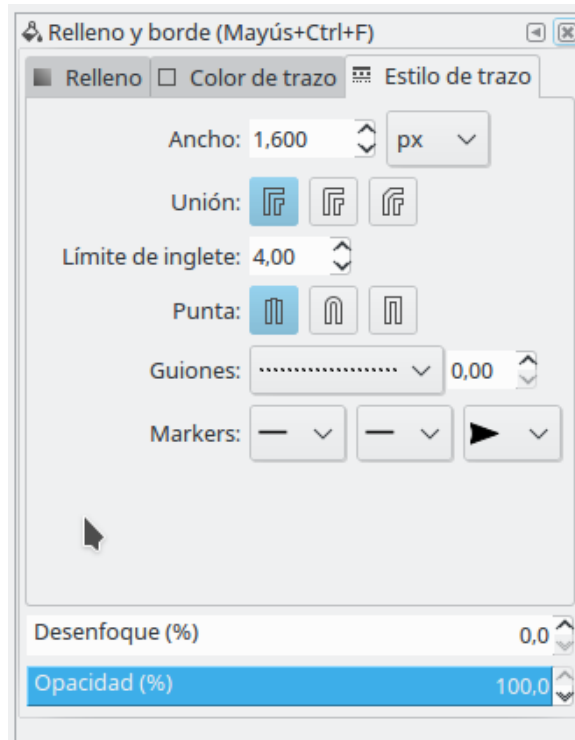 Relleno y borde (Mayús+Ctrl+F)
Relleno Color de trazo Estilo de trazo
Ancho: 1,600 px
Unión:
Límite de inglete: 4,00
Punta:
Guiones: 0,00
Markers:
Desenfoque (%) 0,0
Opacidad (%) 100,0